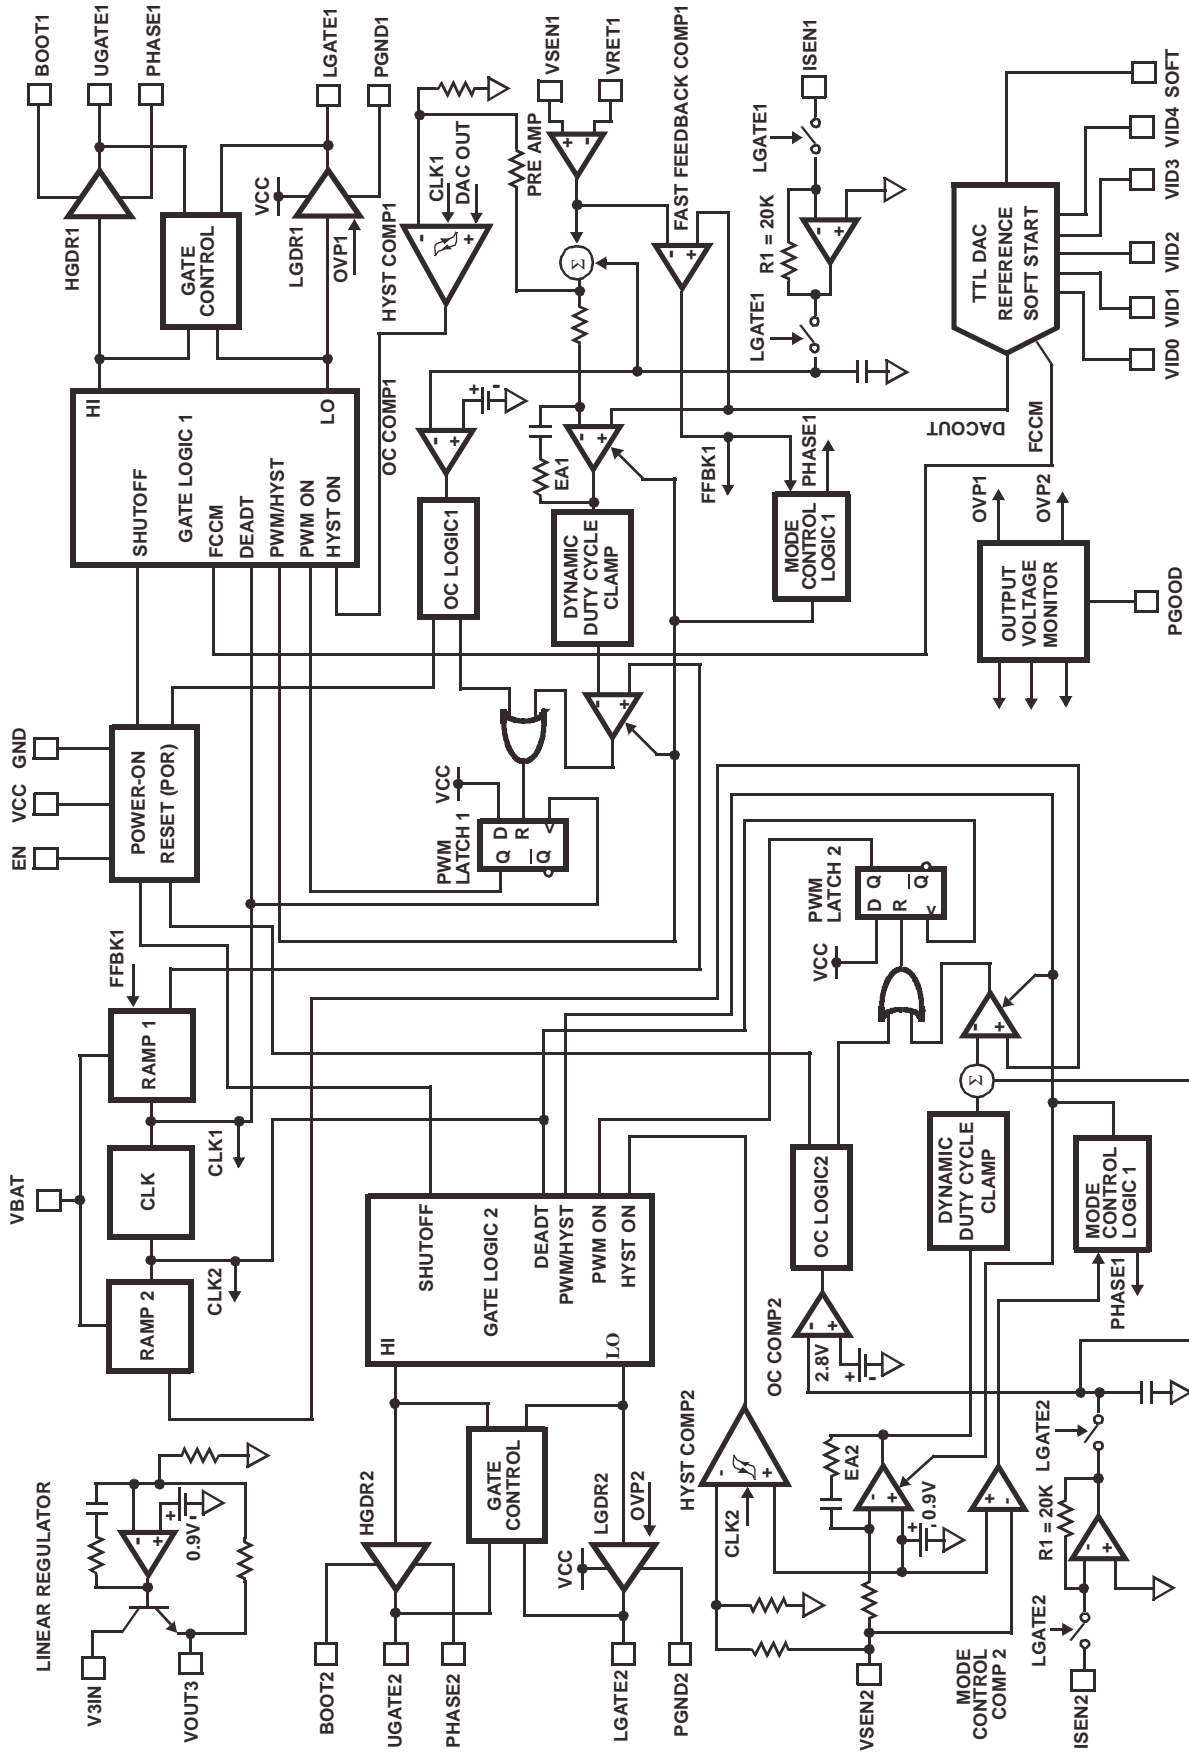 BOOT1
UGATE1
PHASE1
LGATE1
PGND1
VSEN1
VRET1
ISEN1
HGDR1
GATE
CONTROL
VCC
LGDR1
OVP1
HYST COMP1
CLK1
DAC OUT
-
+
PRE AMP
+
-
Σ
FAST FEEDBACK COMP1
-
+
LGATE1
R1 = 20K
-
+
LGATE1
TTL DAC
REFERENCE
SOFT START
SOFT
VID4
VID3
VID2
VID1
VID0
HI
LO
SHUTOFF
GATE LOGIC 1
FCCM
DEADT
PWM/HYST
PWM ON
HYST ON
OC COMP1
-
+
+
-
OC LOGIC1
EA1
-
+
DYNAMIC
DUTY CYCLE
CLAMP
FFBK1
PHASE1
MODE
CONTROL
LOGIC 1
DACOUT
FCCM
OVP1
OVP2
OUTPUT
VOLTAGE
MONITOR
PGOOD
GND
VCC
EN
POWER-ON
RESET (POR)
VCC
PWM
LATCH 1
D
R
<
Q
Q
-
+
FFBK1
RAMP 1
VBAT
CLK
CLK1
CLK2
RAMP 2
PWM
LATCH 2
VCC
D
R
<
Q
Q
-
+
Σ
SHUTOFF
GATE LOGIC 2
DEADT
PWM/HYST
PWM ON
HYST ON
HI
LO
OC LOGIC2
OC COMP2
-
+
2.8V
+
-
DYNAMIC
DUTY CYCLE
CLAMP
MODE
CONTROL
LOGIC 1
PHASE1
LINEAR REGULATOR
-
+
+
-
0.9V
V3IN
VOUT3
HGDR2
GATE
CONTROL
LGDR2
OVP2
VCC
BOOT2
UGATE2
PHASE2
LGATE2
PGND2
HYST COMP2
-
+
CLK2
EA2
-
+
+
-
0.9V
+
-
VSEN2
MODE
CONTROL
COMP 2
LGATE2
R1 = 20K
-
+
LGATE2
ISEN2